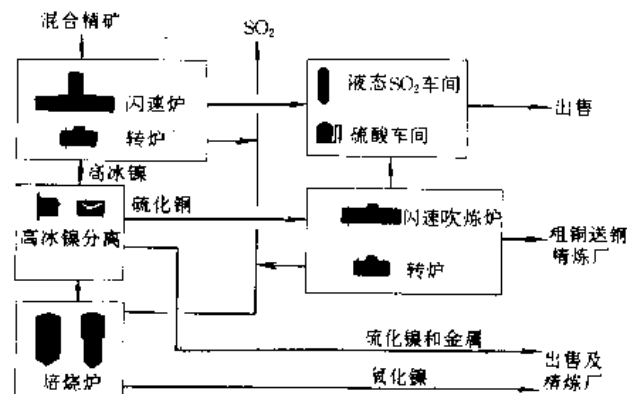 混合精矿
SO₂
闪速炉
转炉
液态SO₂车间
硫酸车间
出售
高冰镍
硫化铜
高冰镍分离
闪速吹炼炉
转炉
粗铜送铜
精炼厂
硫化镍和金属
出售及
精炼厂
焙烧炉
氧化镍